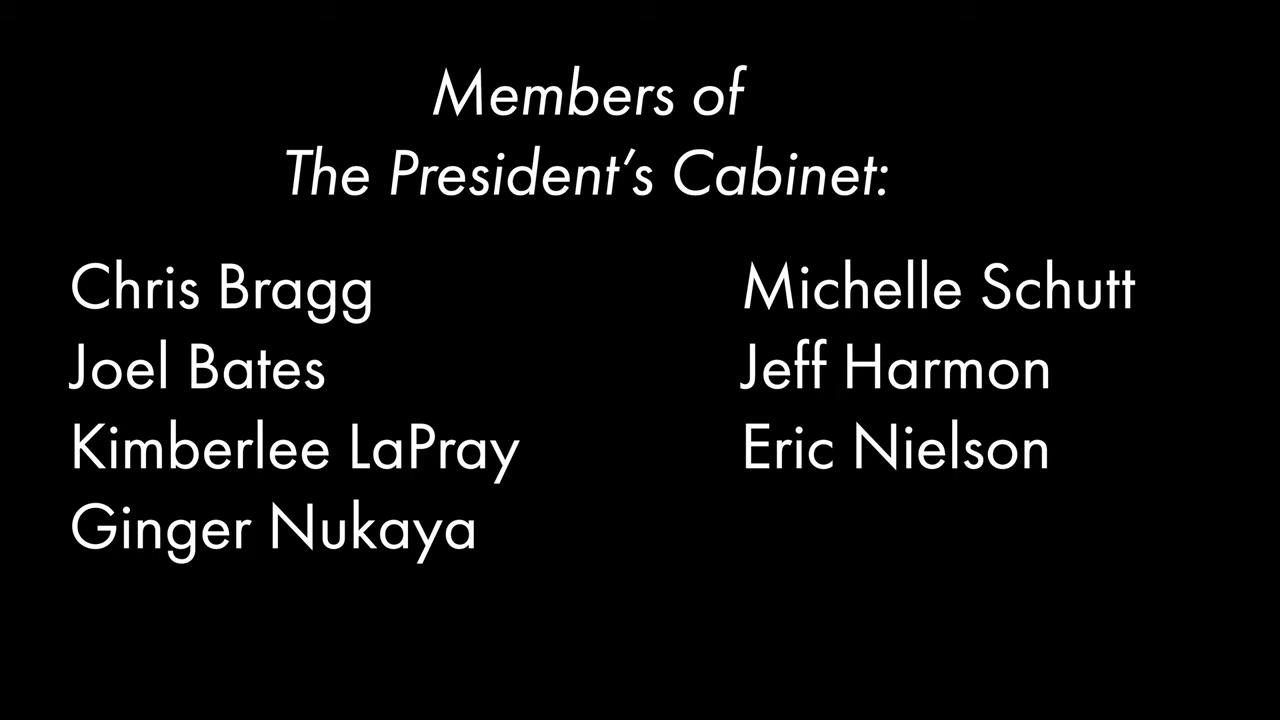 Members of
The President’s Cabinet:
Chris Bragg
Joel Bates
Kimberlee LaPray
Ginger Nukaya
Michelle Schutt
Jeff Harmon
Eric Nielson